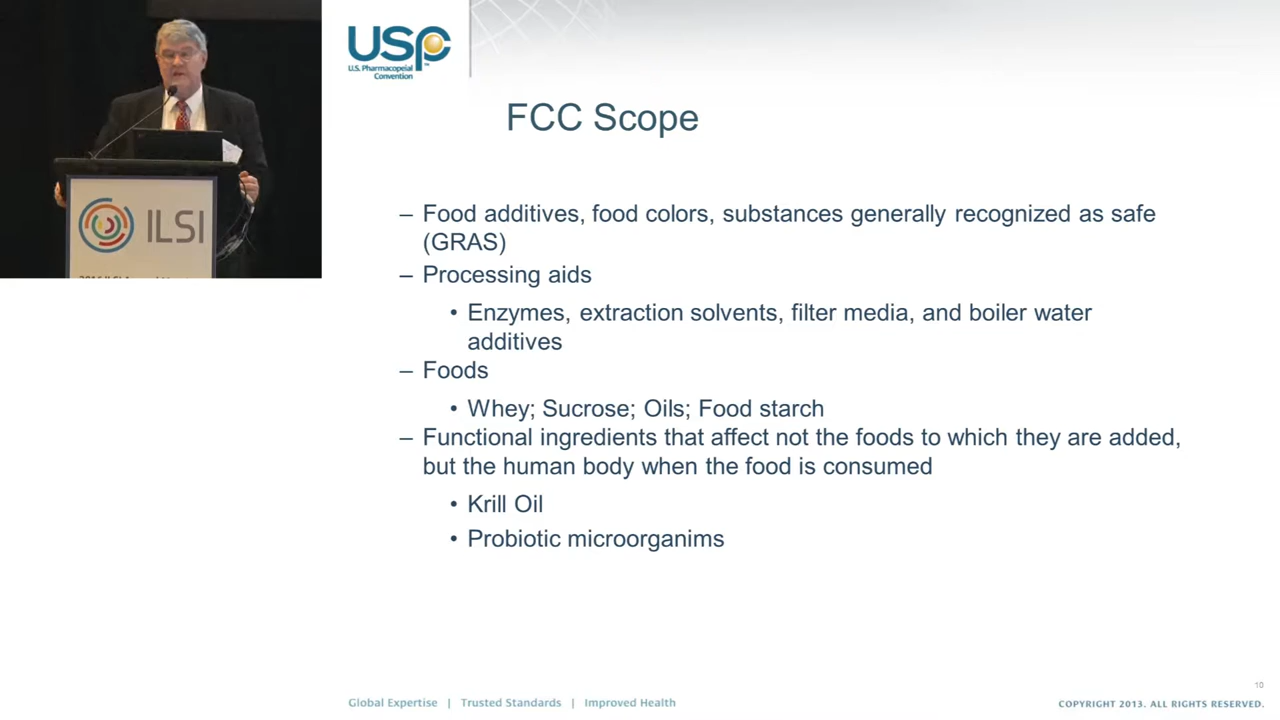 USP
U.S. Pharmacopeial
Convention
FCC Scope
– Food additives, food colors, substances generally recognized as safe
(GRAS)
– Processing aids
• Enzymes, extraction solvents, filter media, and boiler water
additives
– Foods
• Whey; Sucrose; Oils; Food starch
– Functional ingredients that affect not the foods to which they are added,
but the human body when the food is consumed
• Krill Oil
• Probiotic microorganims
ILSI
Global Expertise | Trusted Standards | Improved Health
10
COPYRIGHT 2013. ALL RIGHTS RESERVED.